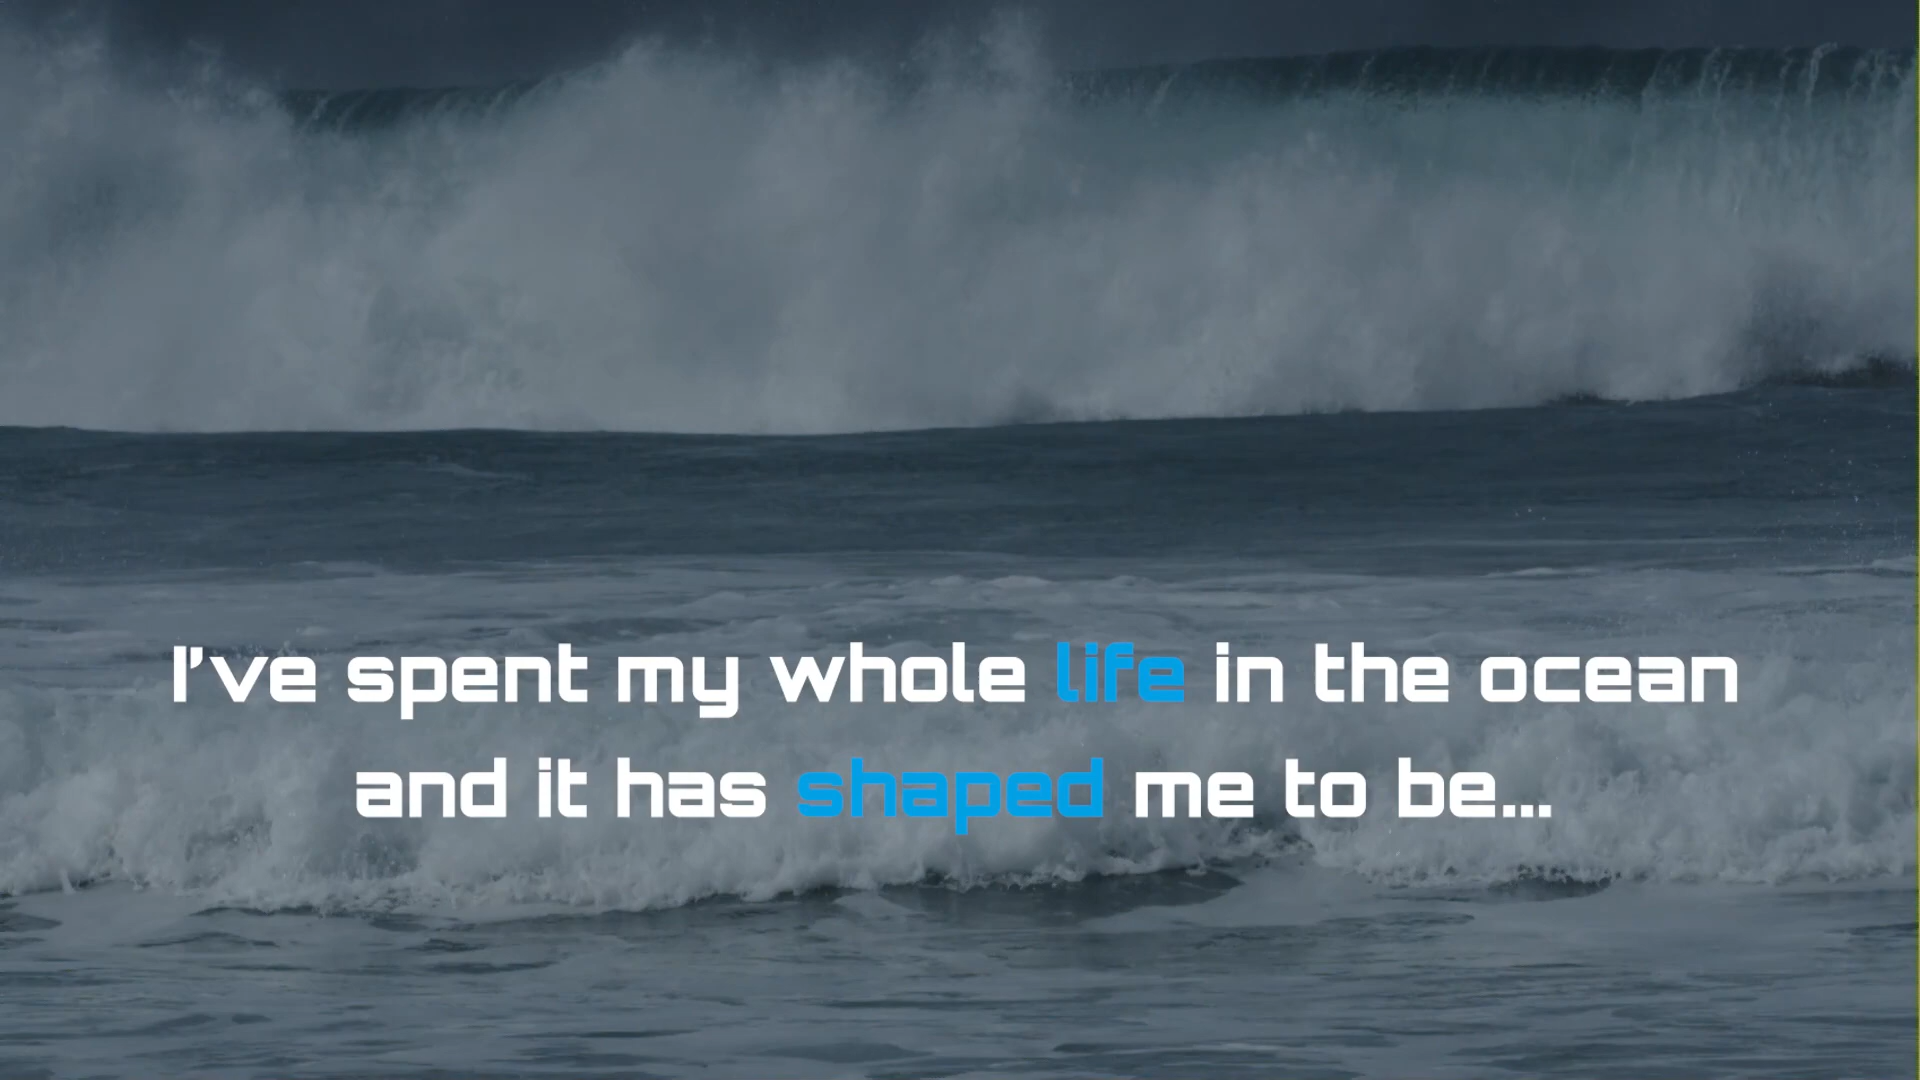 I've spent my whole life in the ocean
and it has shaped me to be...